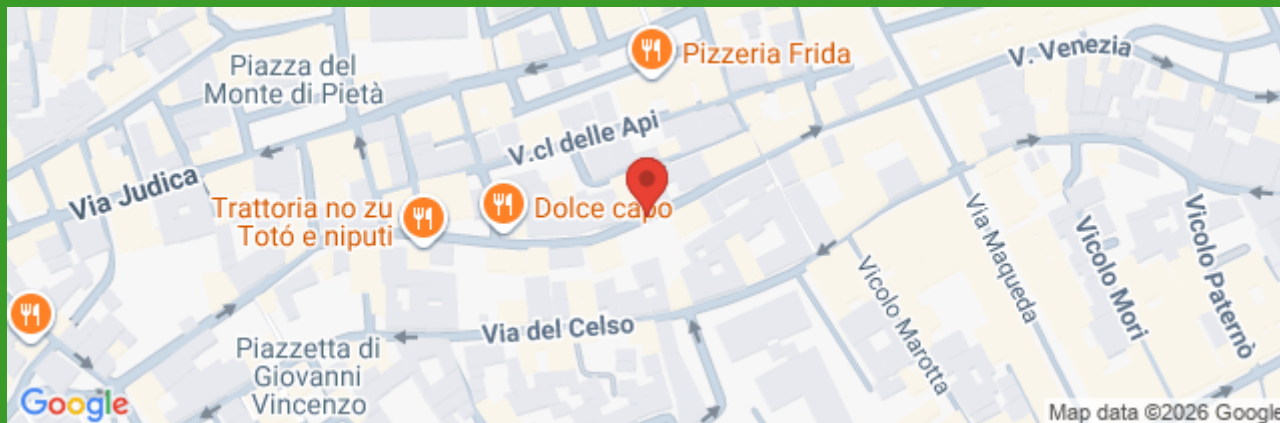 V. Venezia
Pizzeria Frida
Piazza del
Monte di Pietà
V.cl delle Api
Via Judica
Trattoria no zu
Totó e niputi
Dolce capo
Via Maqueda
Vicolo Mori
Vicolo Paternò
Vicolo Marotta
Via del Celso
Piazzetta di
Giovanni
Vincenzo
Google
Map data ©2026 Google